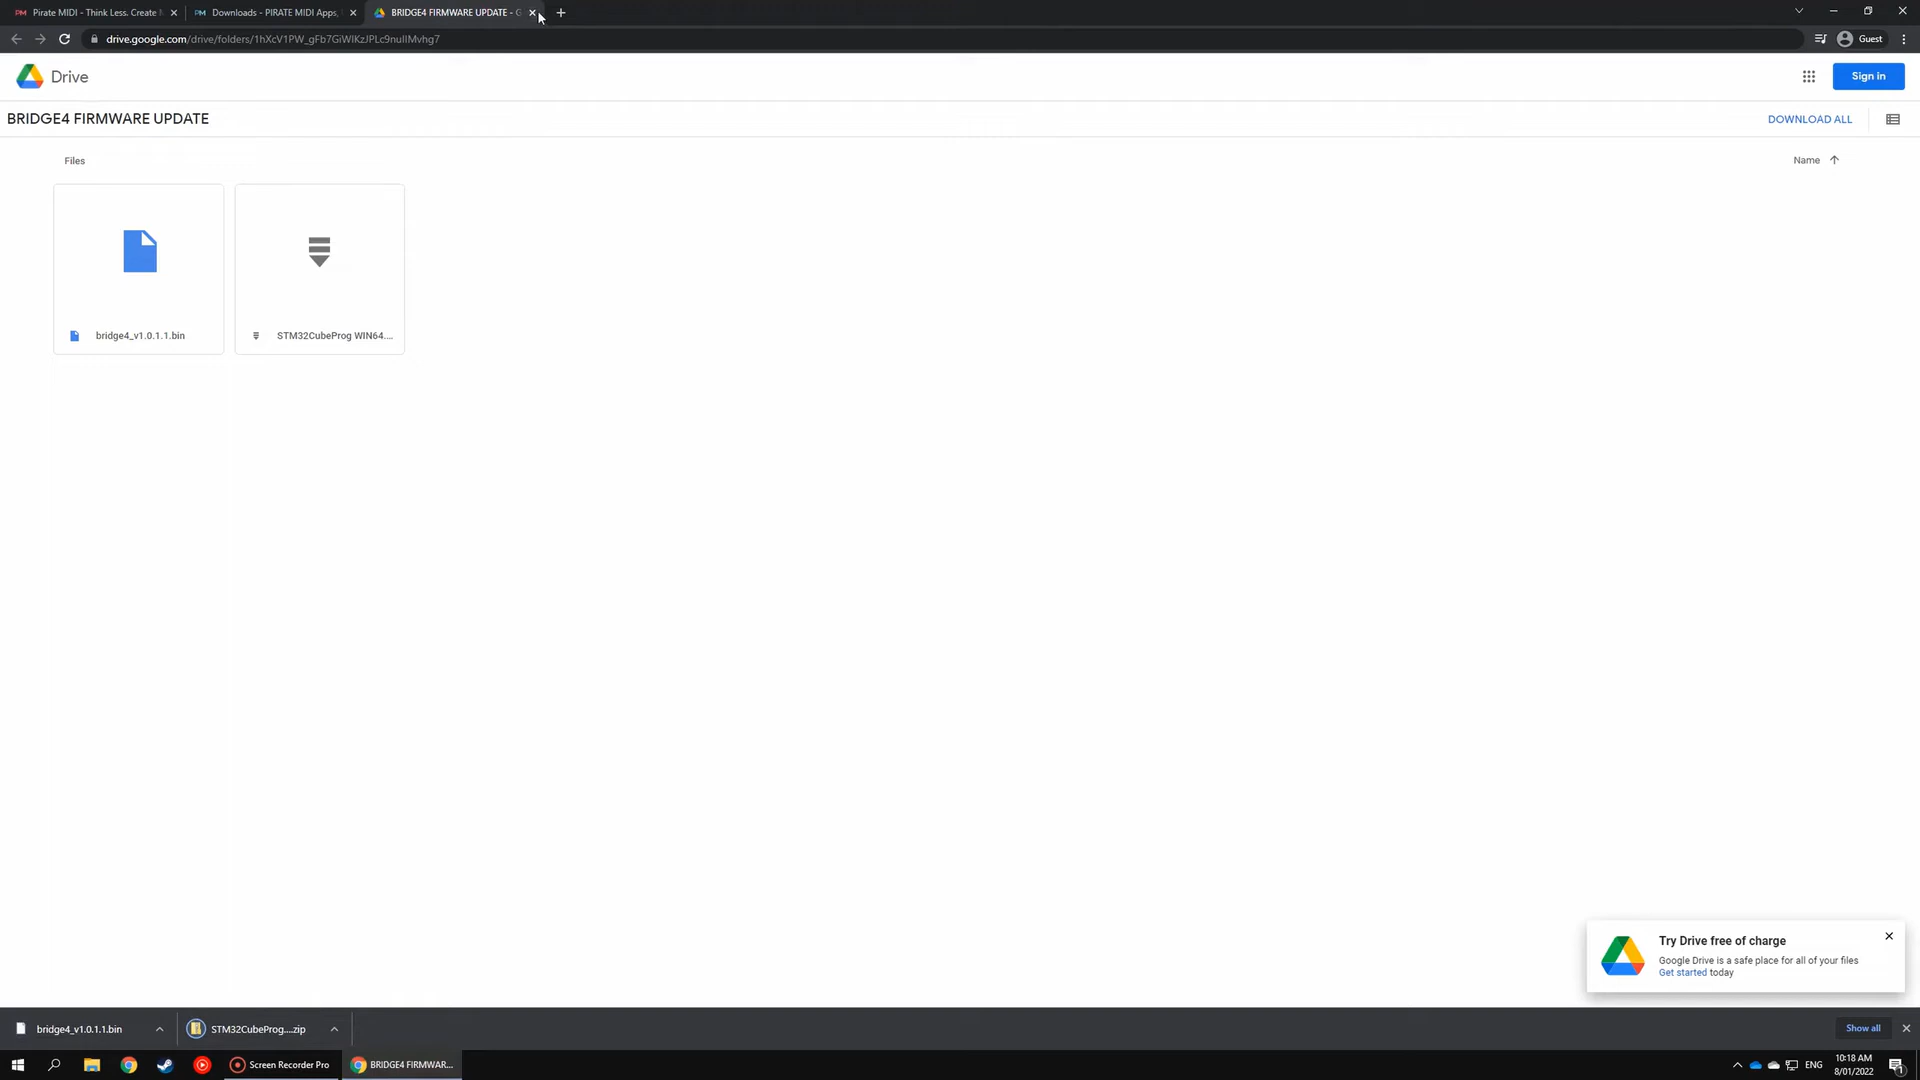 Pirate MIDI - Think Less. Create
Downloads - PIRATE MIDI Apps,
BRIDGE4 FIRMWARE UPDATE - G
drive.google.com/drive/folders/1hXcV1PW_gFb7GiWIKzJPLc9nuIIMvhg7
Guest
Drive
Sign in
BRIDGE4 FIRMWARE UPDATE
DOWNLOAD ALL
Files
Name
bridge4_v1.0.1.1.bin
STM32CubeProg WIN64....
Try Drive free of charge
Google Drive is a safe place for all of your files
Get started today
bridge4_v1.0.1.1.bin
STM32CubeProg....zip
Show all
Screen Recorder Pro
BRIDGE4 FIRMWAR...
ENG
10:18 AM
8/01/2022